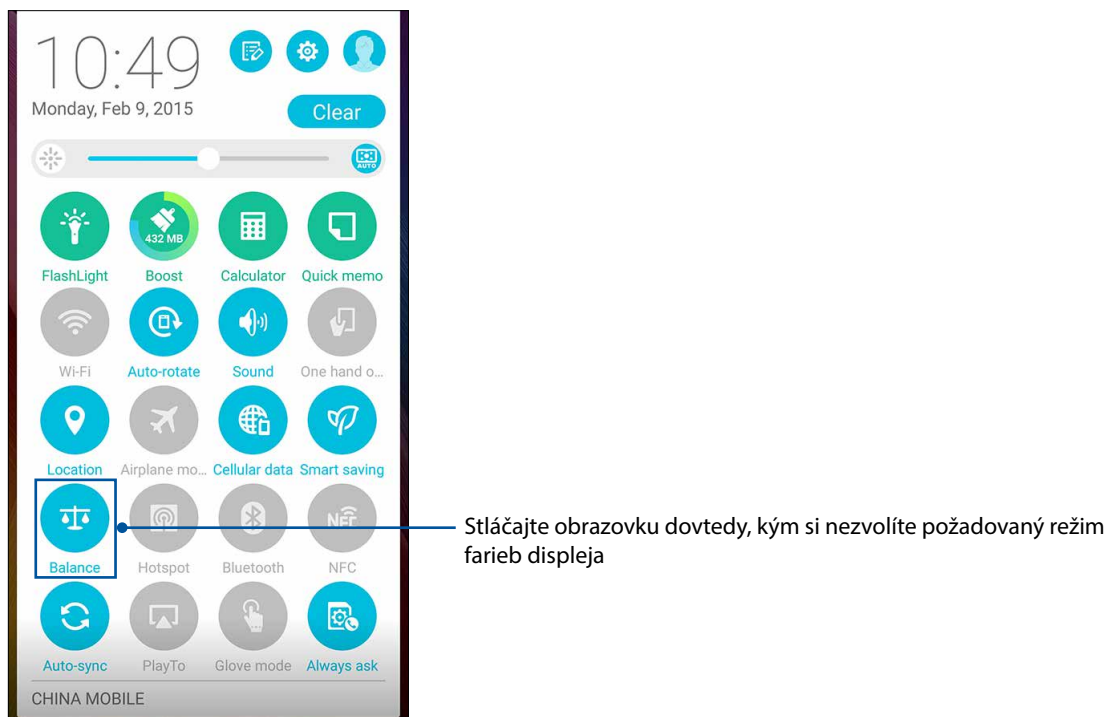 10:49
Monday, Feb 9, 2015
Clear
AUTO
432 MB
FlashLight Boost Calculator Quick memo
Wi-Fi Auto-rotate Sound One hand o...
Location Airplane mo... Cellular data Smart saving
NFC
Balance Hotspot Bluetooth NFC
Auto-sync PlayTo Glove mode Always ask
CHINA MOBILE
Stláčajte obrazovku dovtedy, kým si nezvolíte požadovaný režim
farieb displeja